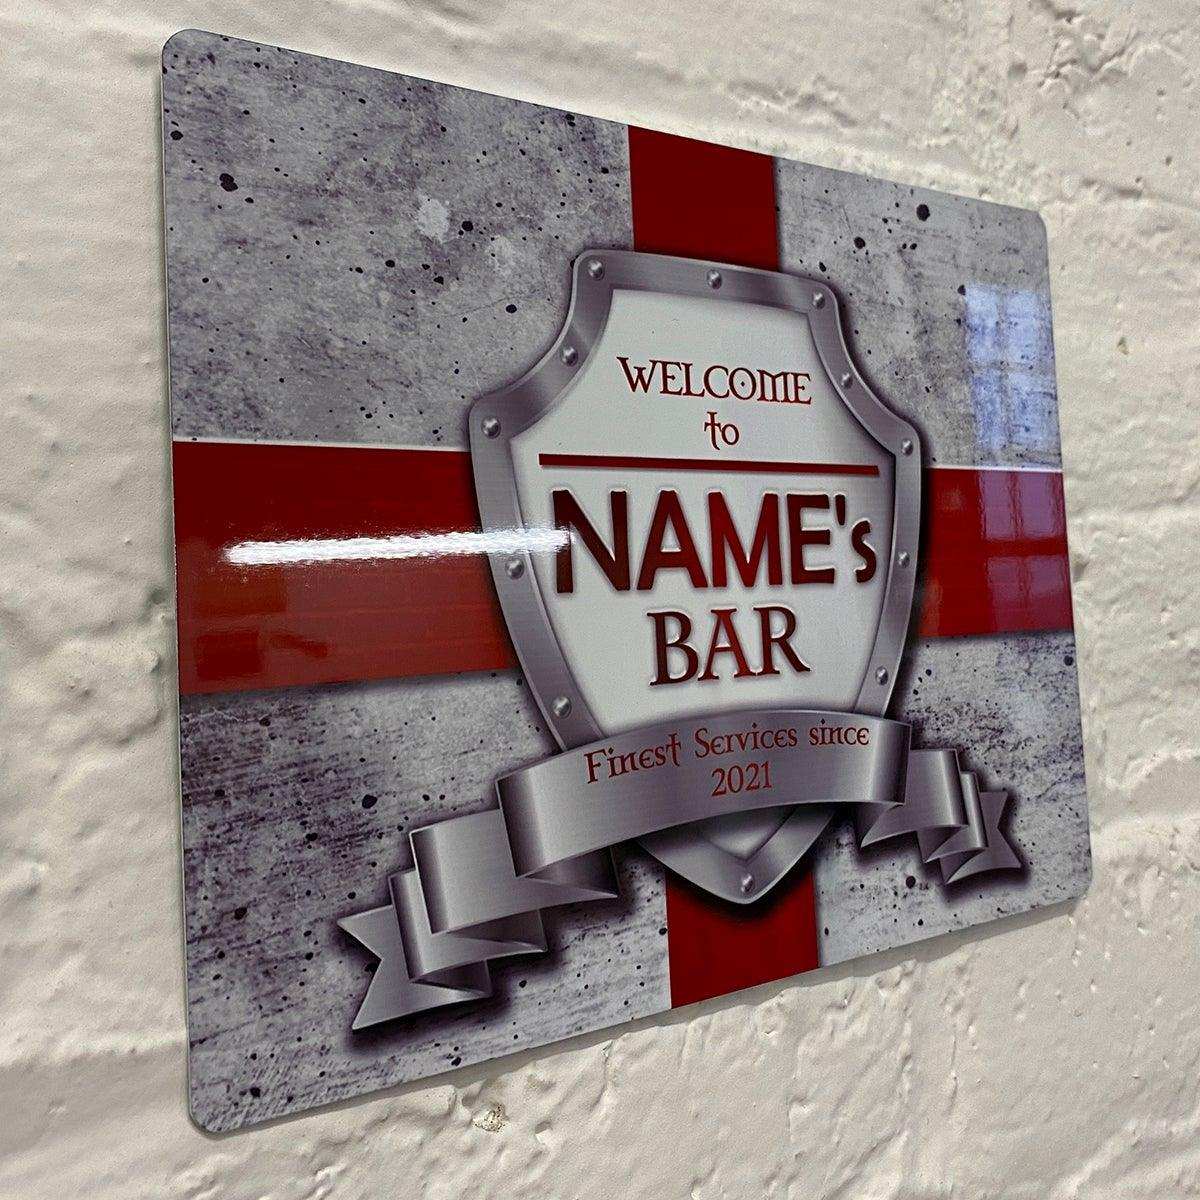 WELCOME
to
NAME's
BAR
Finest Services since
2021